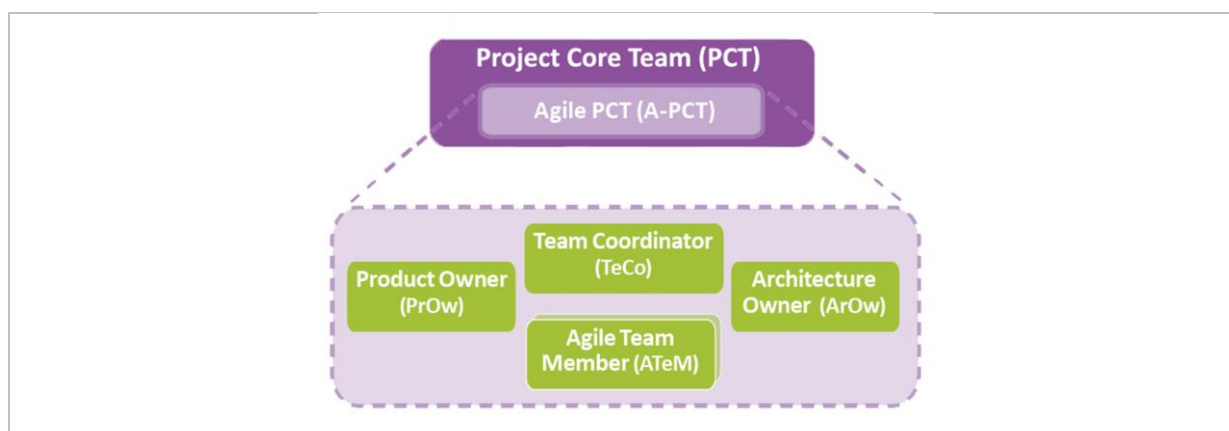 Project Core Team (PCT)
Agile PCT (A-PCT)
Team Coordinator
(TeCo)
Product Owner
(PrOw)
Architecture
Owner (ArOw)
Agile Team
Member (ATeM)